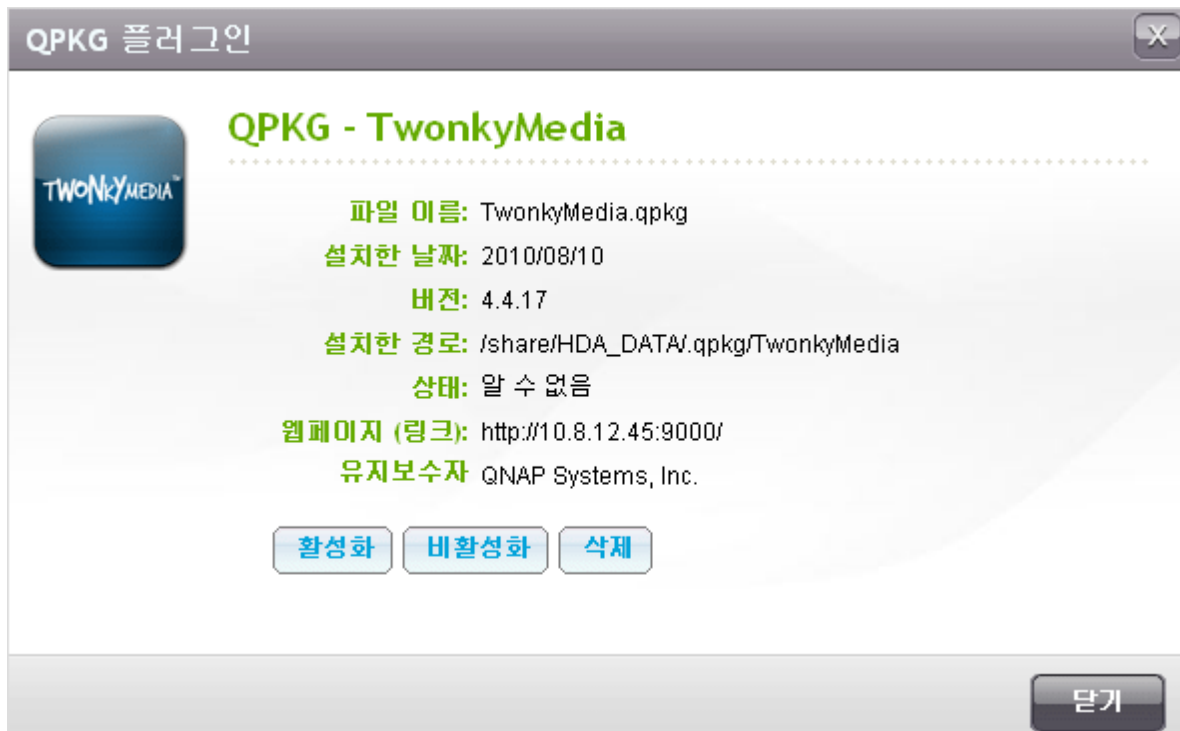 QPKG 플러그인
X
TWONKYMEDIA™
QPKG - TwonkyMedia
파일 이름: TwonkyMedia.qpkg
설치한 날짜: 2010/08/10
버전: 4.4.17
설치한 경로: /share/HDA_DATA/.qpkg/TwonkyMedia
상태: 알 수 없음
웹페이지 (링크): http://10.8.12.45:9000/
유지보수자 QNAP Systems, Inc.
활성화 비활성화 삭제
닫기